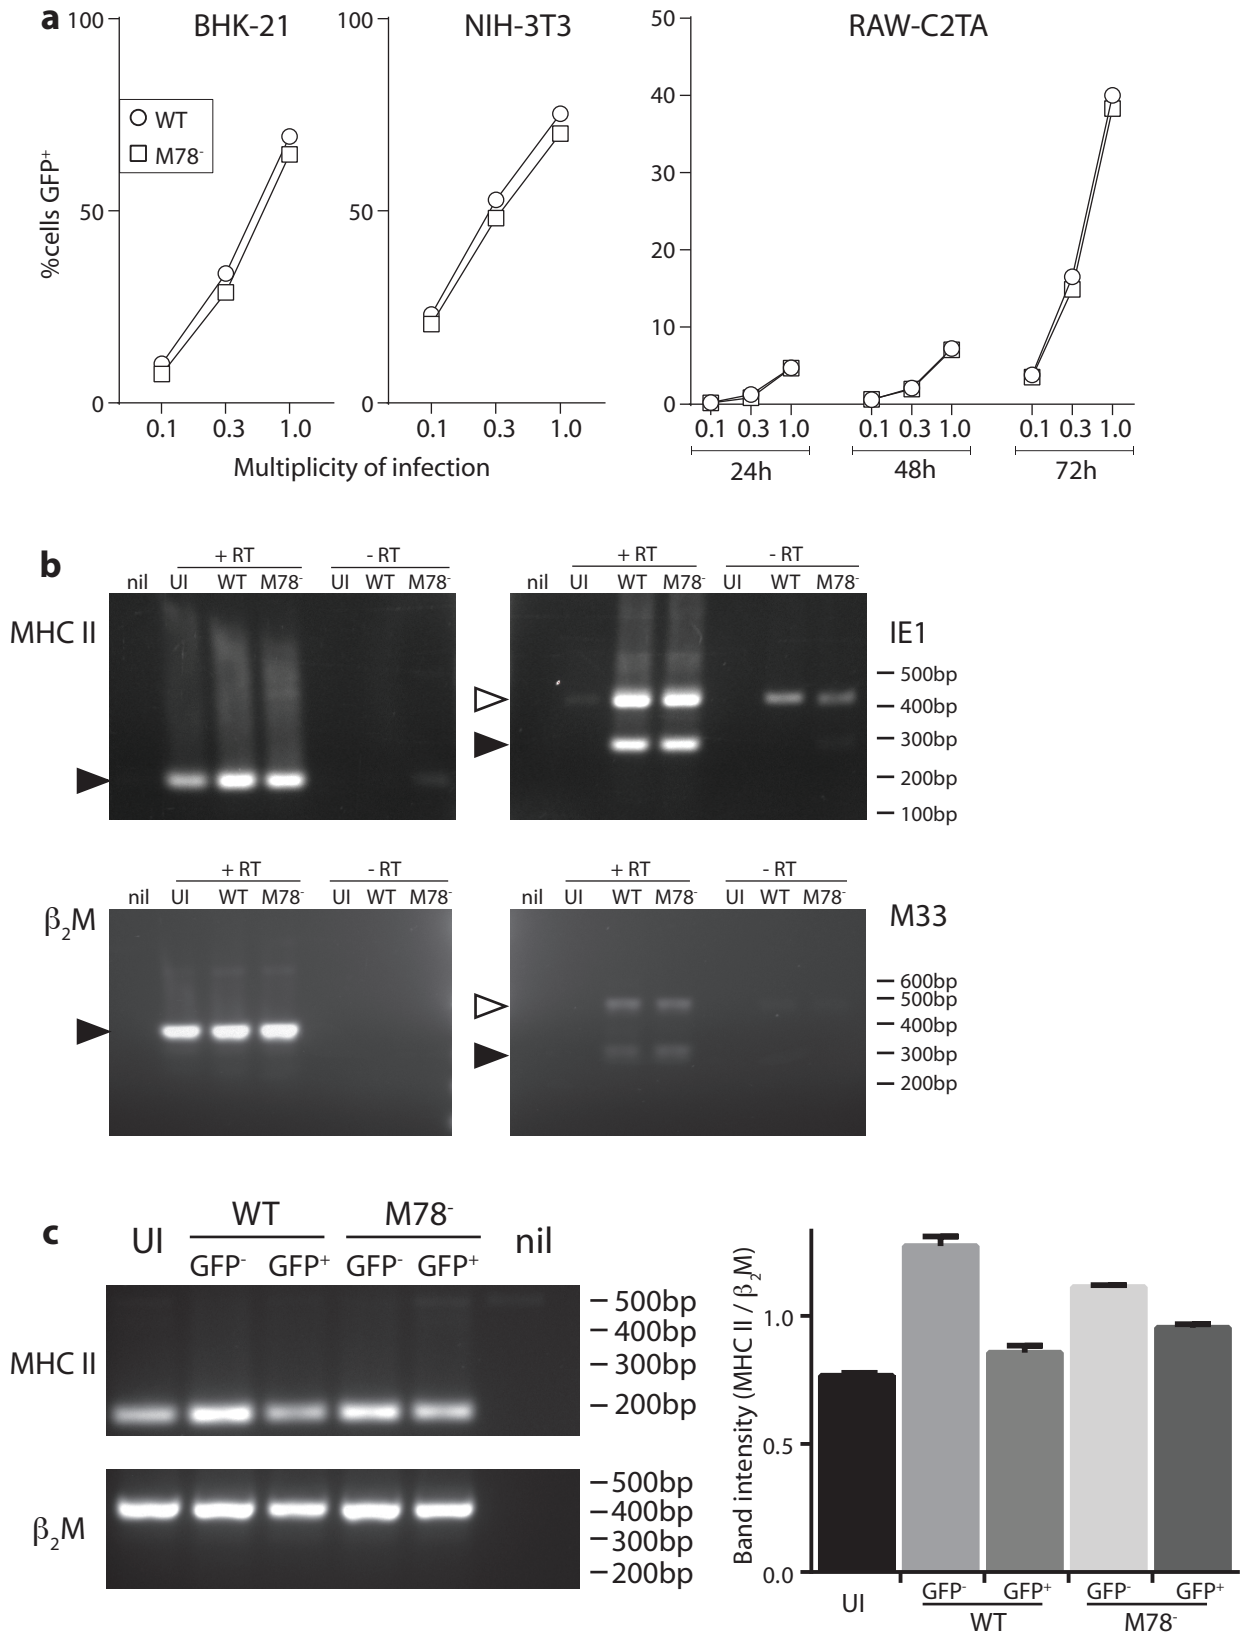 a
BHK-21
NIH-3T3
RAW-C2TA
WT
M78⁻
%cells GFP⁺
100
50
0
100
50
0
50
40
30
20
10
0
0.1 0.3 1.0
0.1 0.3 1.0
0.1 0.3 1.0
0.1 0.3 1.0
0.1 0.3 1.0
Multiplicity of infection
24h
48h
72h
b
+ RT
- RT
nil UI WT M78⁻ UI WT M78⁻
MHC II
+ RT
- RT
nil UI WT M78⁻ UI WT M78⁻
IE1
500bp
400bp
300bp
200bp
100bp
+ RT
- RT
nil UI WT M78⁻ UI WT M78⁻
β₂M
+ RT
- RT
nil UI WT M78⁻ UI WT M78⁻
M33
600bp
500bp
400bp
300bp
200bp
c
UI
WT
M78⁻
nil
GFP⁻ GFP⁺ GFP⁻ GFP⁺
MHC II
500bp
400bp
300bp
200bp
β₂M
500bp
400bp
300bp
200bp
Band intensity (MHC II / β₂M)
1.0
0.5
0.0
UI
GFP⁻ GFP⁺ GFP⁻ GFP⁺
WT
M78⁻